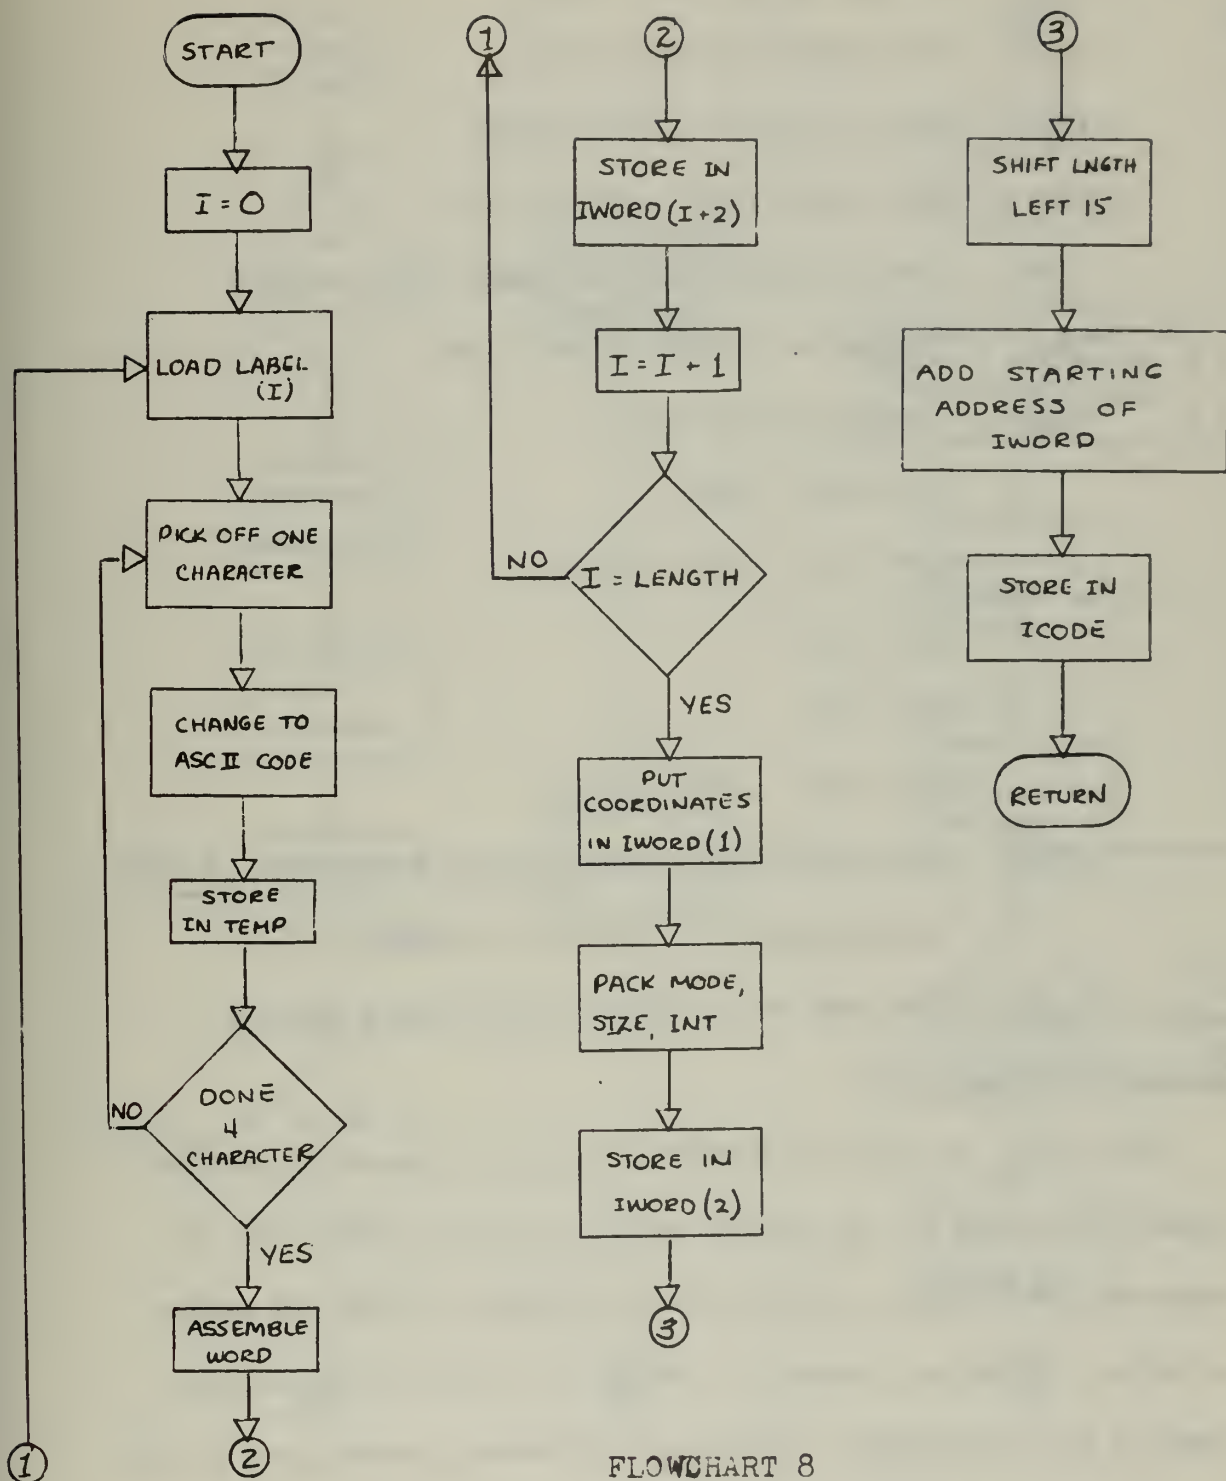 START
I = 0
LOAD LABEL
(I)
PICK OFF ONE
CHARACTER
CHANGE TO
ASCII CODE
STORE
IN TEMP
DONE
4
CHARACTER
NO
YES
ASSEMBLE
WORD
1
2
1
2
STORE IN
IWORD (I+2)
I = I + 1
I = LENGTH
NO
YES
PUT
COORDINATES
IN IWORD (1)
PACK MODE,
SIZE, INT
STORE IN
IWORD (2)
3
3
SHIFT LNGTH
LEFT 15
ADD STARTING
ADDRESS OF
IWORD
STORE IN
ICODE
RETURN
FLOWCHART 8